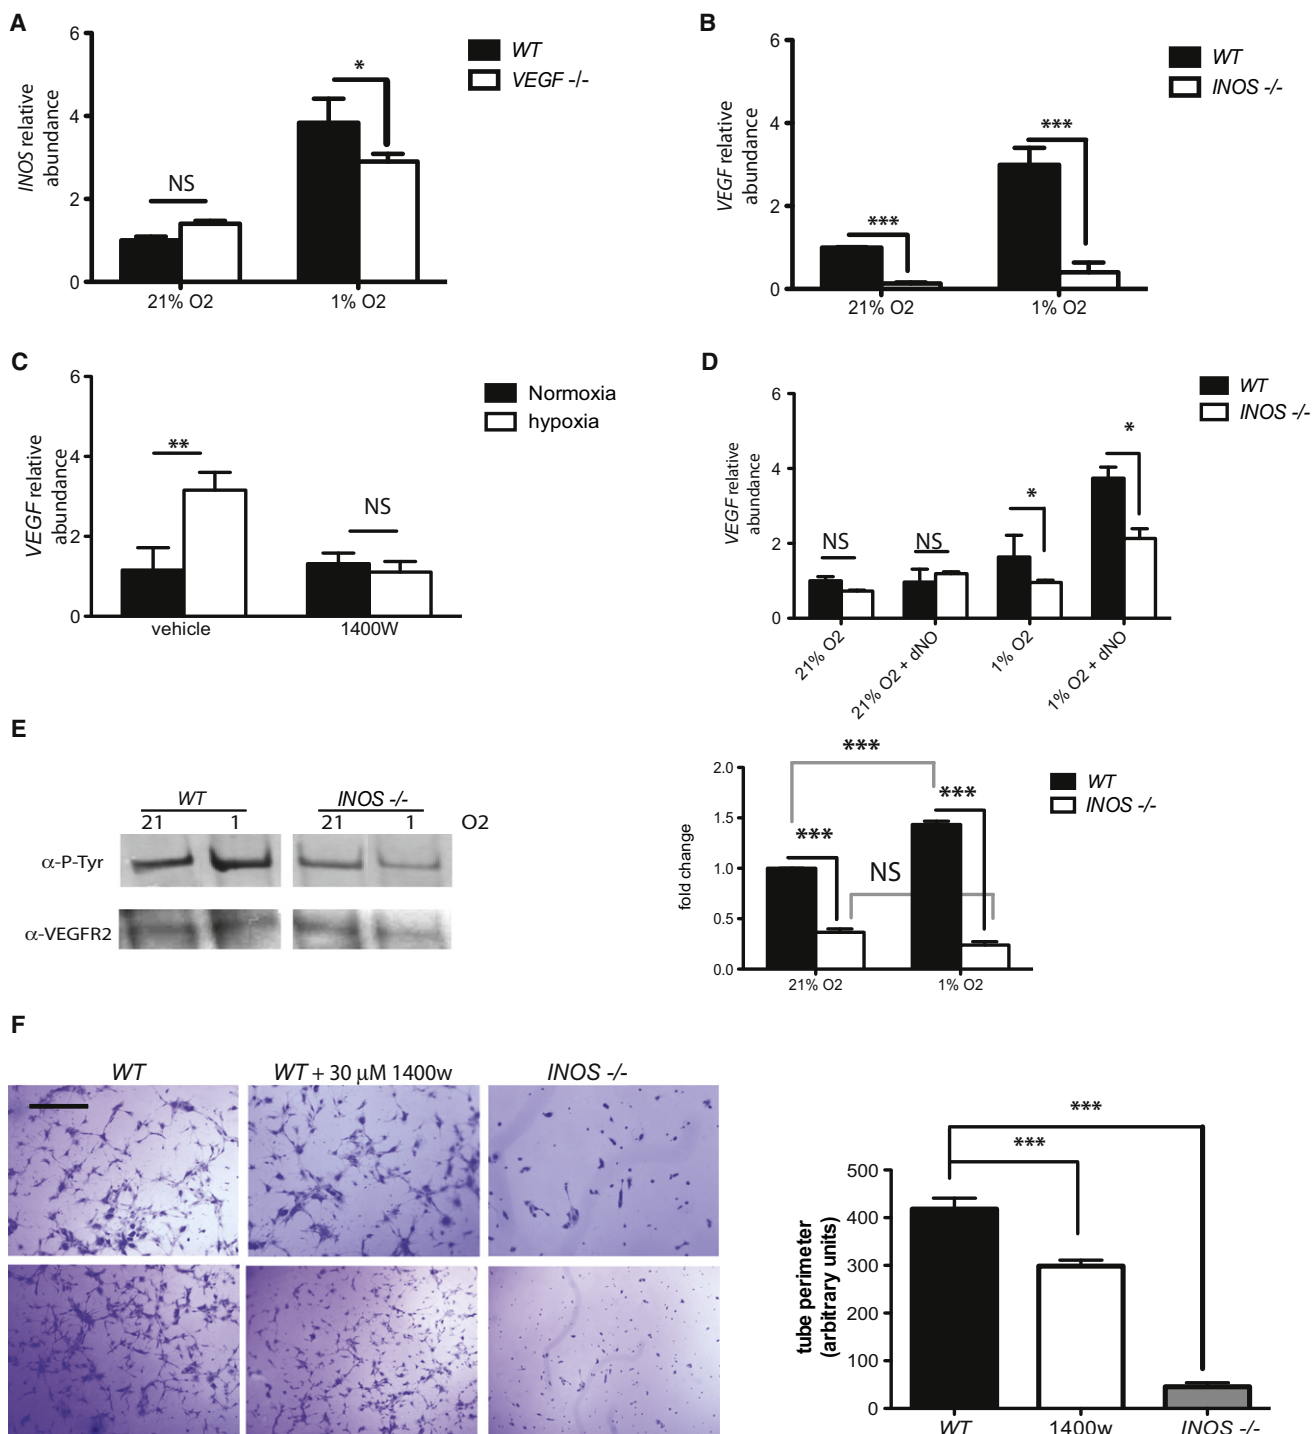 A
6
4
2
0
INOS relative
abundance
NS
*
21% O2
1% O2
WT
VEGF -/-
B
6
4
2
0
VEGF relative
abundance
***
***
21% O2
1% O2
WT
INOS -/-
C
6
4
2
0
VEGF relative
abundance
**
NS
vehicle
1400W
Normoxia
hypoxia
D
6
4
2
0
VEGF relative
abundance
NS
NS
*
*
21% O2
21% O2 + dNO
1% O2
1% O2 + dNO
WT
INOS -/-
E
WT
INOS -/-
21
1
21
1
O2
α-P-Tyr
α-VEGFR2
2.0
1.5
1.0
0.5
0.0
fold change
***
***
***
NS
21% O2
1% O2
WT
INOS -/-
F
WT
WT + 30 μM 1400w
INOS -/-
500
400
300
200
100
0
tube perimeter
(arbitrary units)
***
***
WT
1400w
INOS -/-